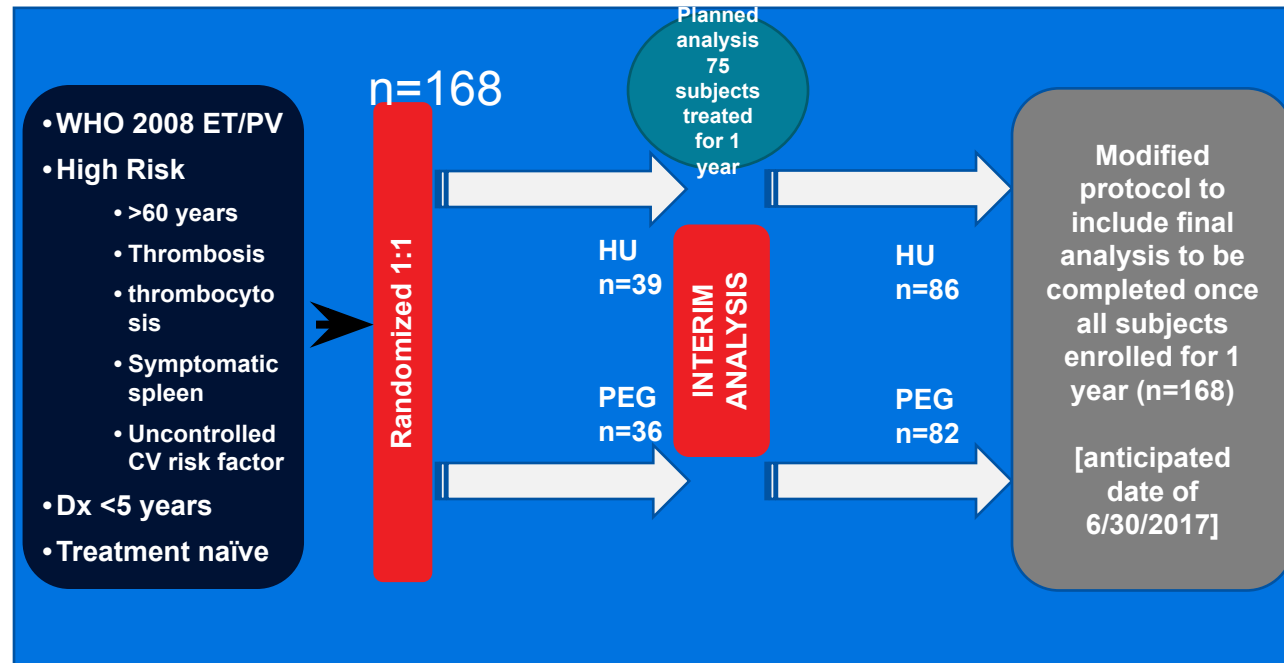 •WHO 2008 ET/PV
•High Risk
• >60 years
• Thrombosis
• thrombocyto
sis
• Symptomatic
spleen
• Uncontrolled
CV risk factor
•Dx <5 years
•Treatment naïve
n=168
Randomized 1:1
Planned
analysis
75
subjects
treated
for 1
year
HU
n=39
PEG
n=36
INTERIM
ANALYSIS
HU
n=86
PEG
n=82
Modified
protocol to
include final
analysis to be
completed once
all subjects
enrolled for 1
year (n=168)
[anticipated
date of
6/30/2017]